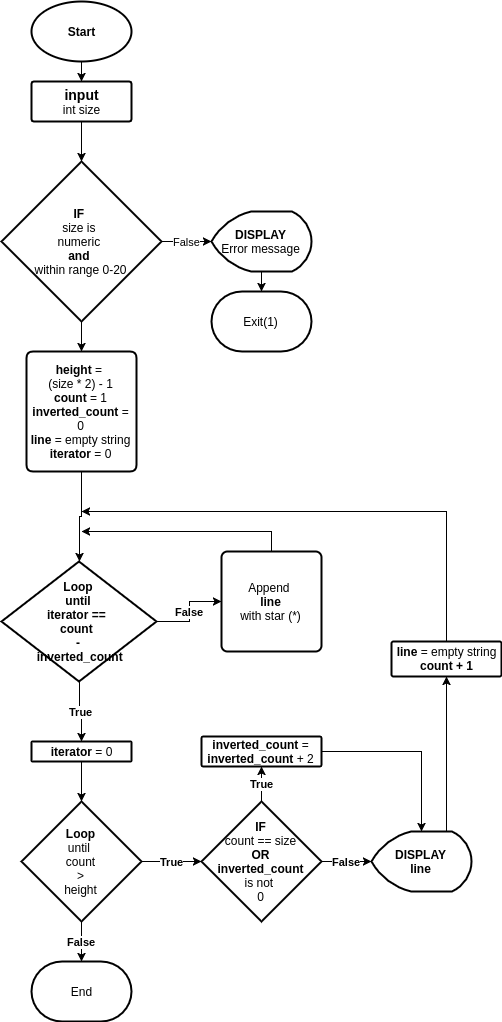 Start
input
int size
IF
size is
numeric
and
within range 0-20
False
DISPLAY
Error message
Exit(1)
height =
(size * 2) - 1
count = 1
inverted_count =
0
line = empty string
iterator = 0
Loop
until
iterator ==
count
-
inverted_count
False
Append
line
with star (*)
line = empty string
count + 1
True
iterator = 0
inverted_count =
inverted_count + 2
True
Loop
until
count
>
height
True
IF
count == size
OR
inverted_count
is not
0
False
DISPLAY
line
False
End